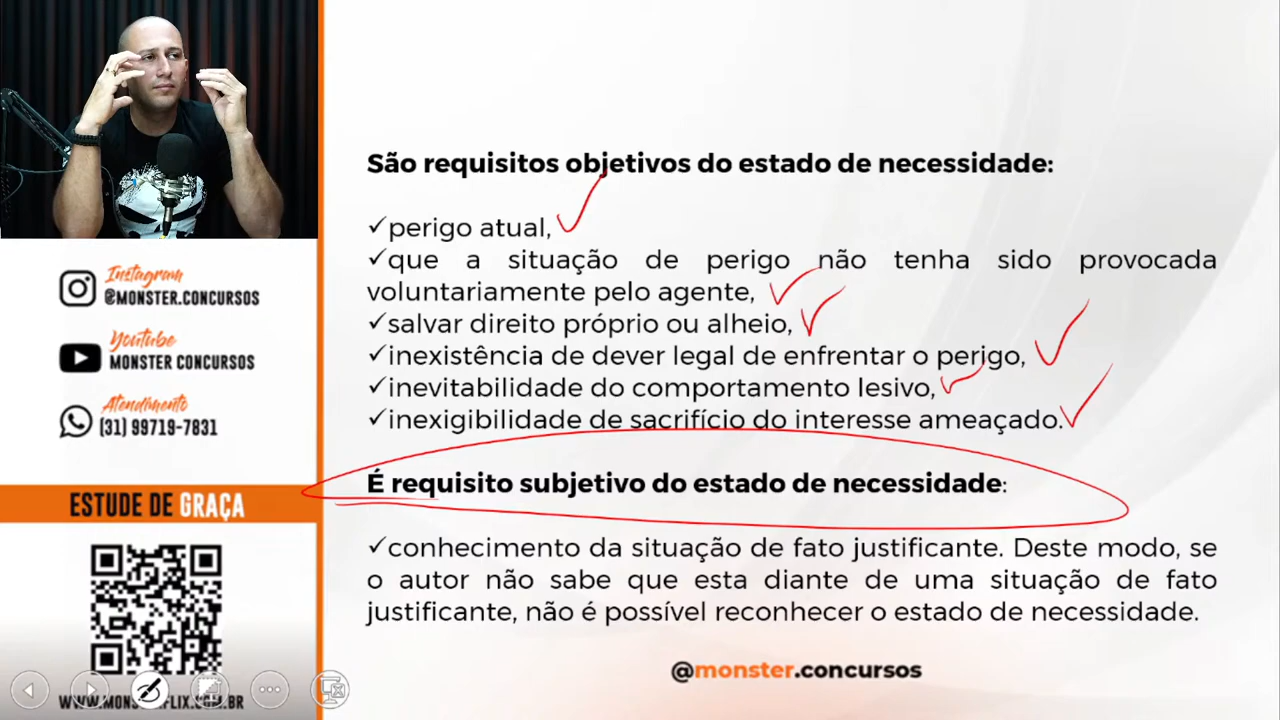 São requisitos objetivos do estado de necessidade:
✓perigo atual,
✓que a situação de perigo não tenha sido provocada
voluntariamente pelo agente,
✓salvar direito próprio ou alheio,
✓inexistência de dever legal de enfrentar o perigo,
✓inevitabilidade do comportamento lesivo,
✓inexigibilidade de sacrifício do interesse ameaçado.
É requisito subjetivo do estado de necessidade:
✓conhecimento da situação de fato justificante. Deste modo, se
o autor não sabe que esta diante de uma situação de fato
justificante, não é possível reconhecer o estado de necessidade.
@monster.concursos
Instagram
@MONSTER.CONCURSOS
Youtube
MONSTER CONCURSOS
Atendimento
(31) 99719-7831
ESTUDE DE GRAÇA